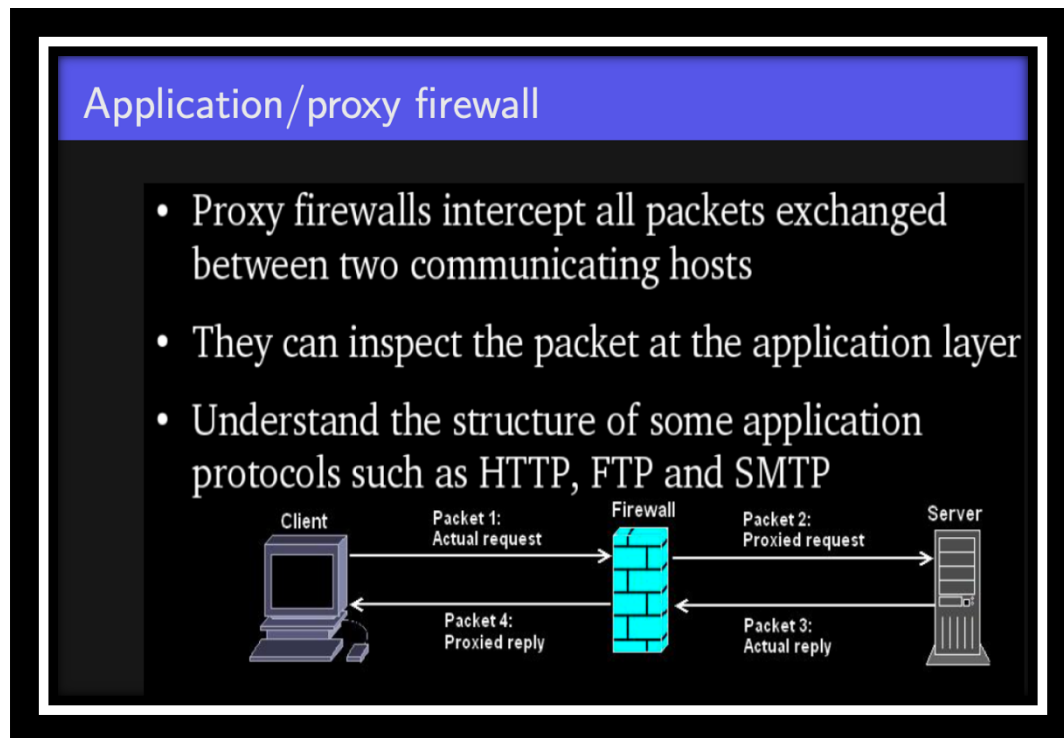 Application/proxy firewall
• Proxy firewalls intercept all packets exchanged
between two communicating hosts
• They can inspect the packet at the application layer
• Understand the structure of some application
protocols such as HTTP, FTP and SMTP
Client
Packet 1:
Actual request
Firewall
Packet 2:
Proxied request
Server
Packet 4:
Proxied reply
Packet 3:
Actual reply